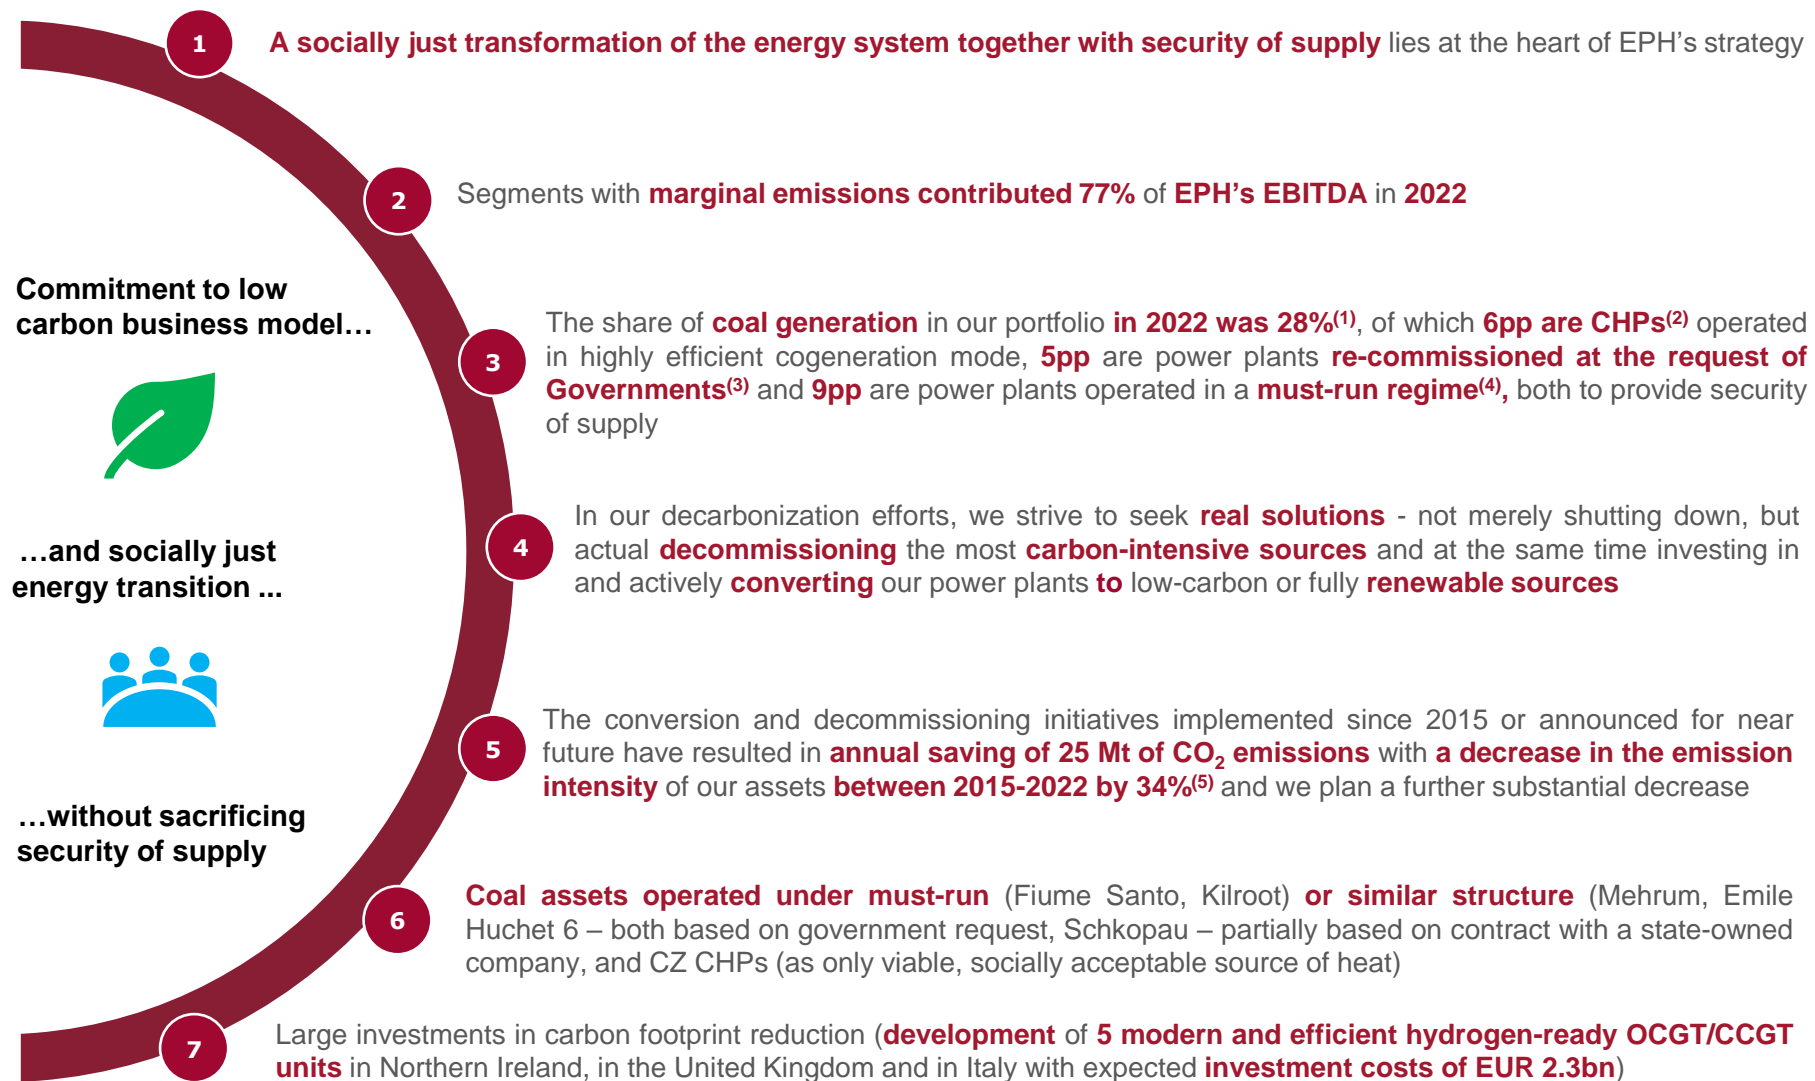 1
A socially just transformation of the energy system together with security of supply lies at the heart of EPH's strategy
2
Segments with marginal emissions contributed 77% of EPH's EBITDA in 2022
Commitment to low
carbon business model…
3
The share of coal generation in our portfolio in 2022 was 28%(1), of which 6pp are CHPs(2) operated
in highly efficient cogeneration mode, 5pp are power plants re-commissioned at the request of
Governments(3) and 9pp are power plants operated in a must-run regime(4), both to provide security
of supply
4
In our decarbonization efforts, we strive to seek real solutions - not merely shutting down, but
actual decommissioning the most carbon-intensive sources and at the same time investing in
and actively converting our power plants to low-carbon or fully renewable sources
…and socially just
energy transition ...
5
The conversion and decommissioning initiatives implemented since 2015 or announced for near
future have resulted in annual saving of 25 Mt of CO2 emissions with a decrease in the emission
intensity of our assets between 2015-2022 by 34%(5) and we plan a further substantial decrease
…without sacrificing
security of supply
6
Coal assets operated under must-run (Fiume Santo, Kilroot) or similar structure (Mehrum, Emile
Huchet 6 – both based on government request, Schkopau – partially based on contract with a state-owned
company, and CZ CHPs (as only viable, socially acceptable source of heat)
7
Large investments in carbon footprint reduction (development of 5 modern and efficient hydrogen-ready OCGT/CCGT
units in Northern Ireland, in the United Kingdom and in Italy with expected investment costs of EUR 2.3bn)